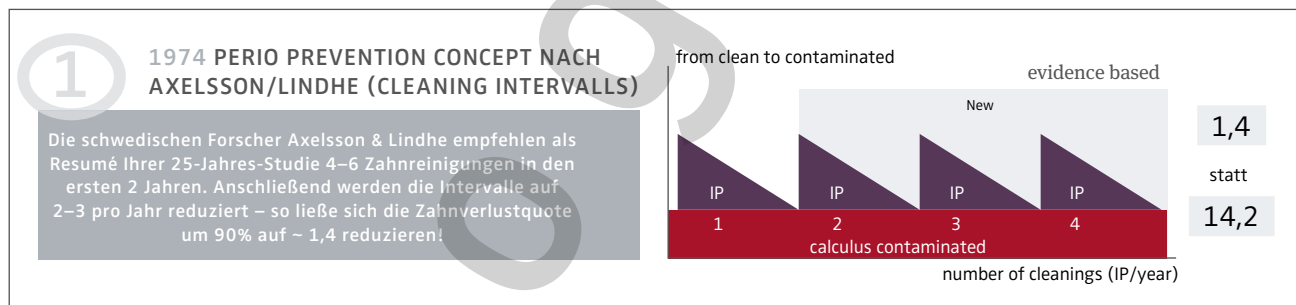 1
1974 PERIO PREVENTION CONCEPT NACH
AXELSSON/LINDHE (CLEANING INTERVALLS)
Die schwedischen Forscher Axelsson & Lindhe empfehlen als
Resumé Ihrer 25-Jahres-Studie 4–6 Zahnreinigungen in den
ersten 2 Jahren. Anschließend werden die Intervalle auf
2–3 pro Jahr reduziert – so ließe sich die Zahnverlustquote
um 90% auf ~ 1,4 reduzieren!
from clean to contaminated
evidence based
New
IP IP IP IP
1 2 3 4
calculus contaminated
number of cleanings (IP/year)
1,4
statt
14,2